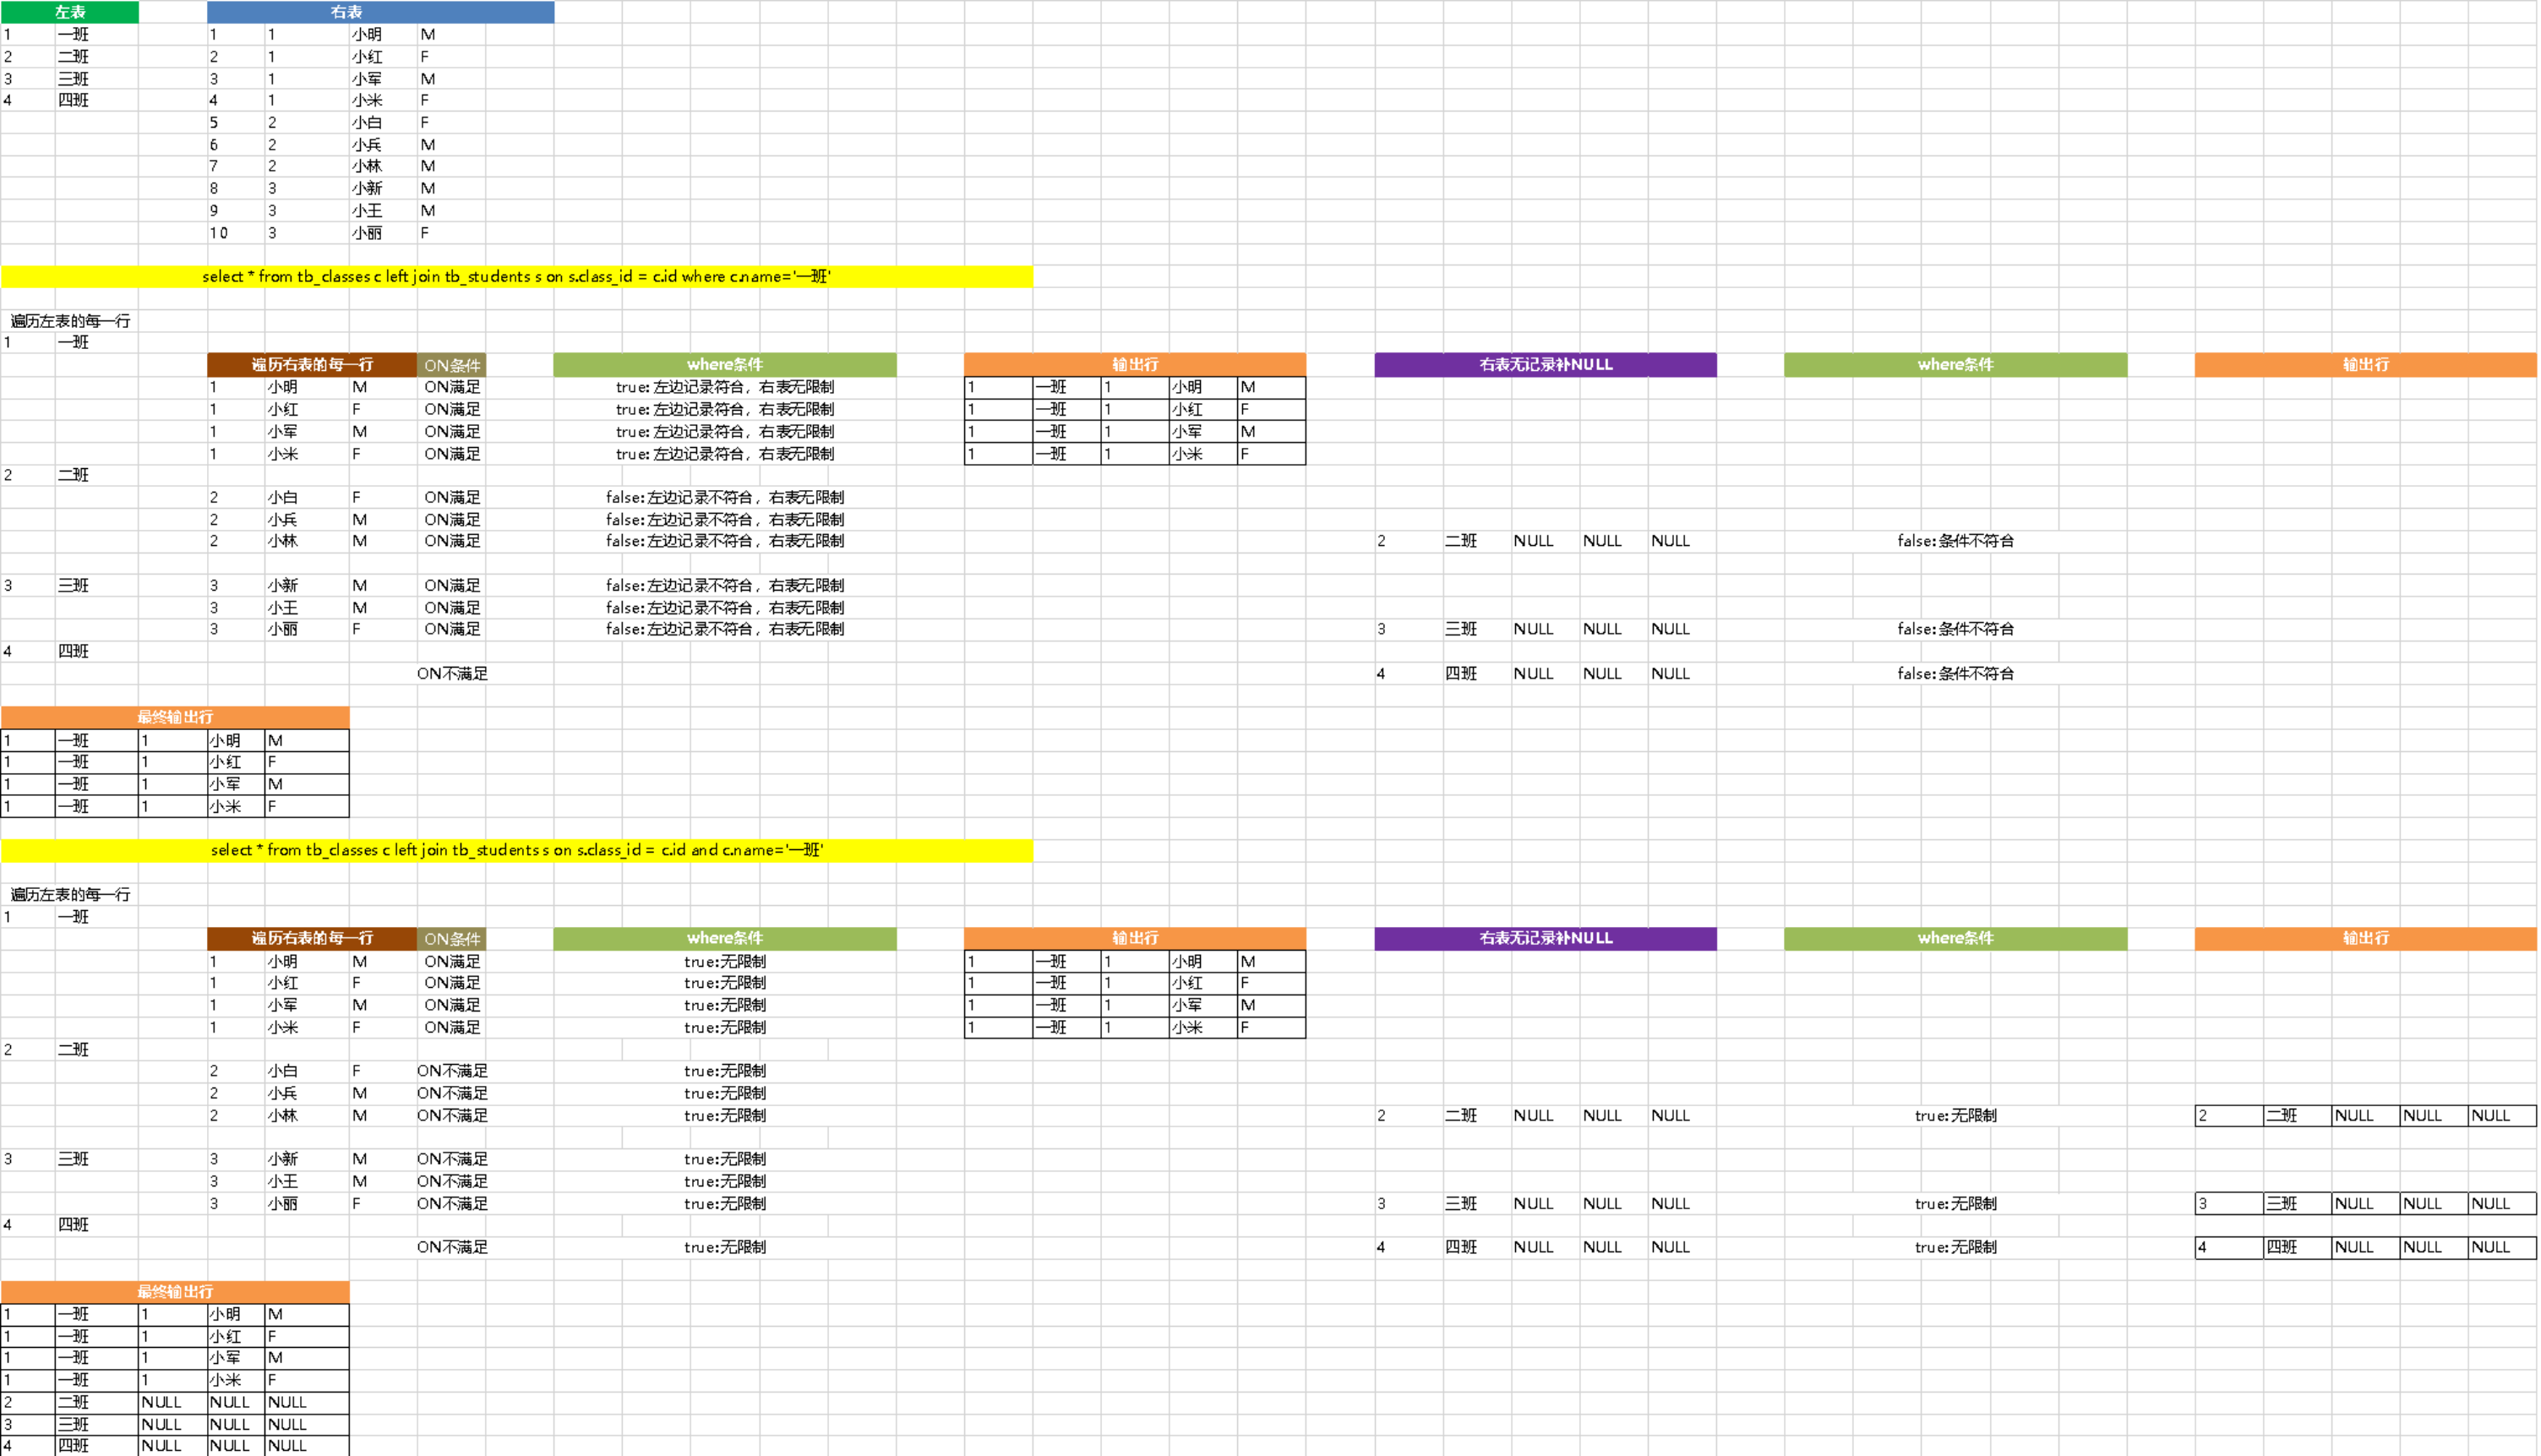 左表 右表
1 一班 1 1 小明 M
2 二班 2 1 小红 F
3 三班 3 1 小军 M
4 四班 4 1 小米 F
5 2 小白 F
6 2 小兵 M
7 2 小林 M
8 3 小新 M
9 3 小王 M
10 3 小丽 F
select * from tb_classes c left join tb_students s on s.class_id = c.id where c.name='一班'
遍历左表的每一行
1 一班
遍历右表的每一行 ON条件 where条件 输出行 右表无记录补NULL where条件 输出行
1 小明 M ON满足 true:左边记录符合，右表无限制 1 一班 1 小明 M
1 小红 F ON满足 true:左边记录符合，右表无限制 1 一班 1 小红 F
1 小军 M ON满足 true:左边记录符合，右表无限制 1 一班 1 小军 M
1 小米 F ON满足 true:左边记录符合，右表无限制 1 一班 1 小米 F
2 二班
2 小白 F ON满足 false:左边记录不符合，右表无限制
2 小兵 M ON满足 false:左边记录不符合，右表无限制
2 小林 M ON满足 false:左边记录不符合，右表无限制 2 二班 NULL NULL NULL false:条件不符合
3 三班 3 小新 M ON满足 false:左边记录不符合，右表无限制
3 小王 M ON满足 false:左边记录不符合，右表无限制
3 小丽 F ON满足 false:左边记录不符合，右表无限制 3 三班 NULL NULL NULL false:条件不符合
4 四班
ON不满足 4 四班 NULL NULL NULL false:条件不符合
最终输出行
1 一班 1 小明 M
1 一班 1 小红 F
1 一班 1 小军 M
1 一班 1 小米 F
select * from tb_classes c left join tb_students s on s.class_id = c.id and c.name='一班'
遍历左表的每一行
1 一班
遍历右表的每一行 ON条件 where条件 输出行 右表无记录补NULL where条件 输出行
1 小明 M ON满足 true:无限制 1 一班 1 小明 M
1 小红 F ON满足 true:无限制 1 一班 1 小红 F
1 小军 M ON满足 true:无限制 1 一班 1 小军 M
1 小米 F ON满足 true:无限制 1 一班 1 小米 F
2 二班
2 小白 F ON不满足 true:无限制
2 小兵 M ON不满足 true:无限制
2 小林 M ON不满足 true:无限制 2 二班 NULL NULL NULL true:无限制 2 二班 NULL NULL NULL
3 三班 3 小新 M ON不满足 true:无限制
3 小王 M ON不满足 true:无限制
3 小丽 F ON不满足 true:无限制 3 三班 NULL NULL NULL true:无限制 3 三班 NULL NULL NULL
4 四班
ON不满足 true:无限制 4 四班 NULL NULL NULL true:无限制 4 四班 NULL NULL NULL
最终输出行
1 一班 1 小明 M
1 一班 1 小红 F
1 一班 1 小军 M
1 一班 1 小米 F
2 二班 NULL NULL NULL
3 三班 NULL NULL NULL
4 四班 NULL NULL NULL